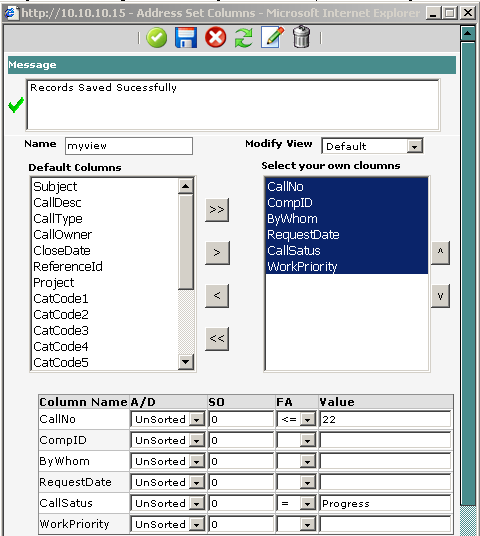 http://10.10.10.15 - Address Set Columns - Microsoft Internet Explorer
Message
Records Saved Sucessfully
Name myview Modify View Default
Default Columns
Subject
CallDesc
CallType
CallOwner
CloseDate
ReferenceId
Project
CatCode1
CatCode2
CatCode3
CatCode4
CatCode5
>>
>
<
<<
Select your own cloumns
CallNo
CompID
ByWhom
RequestDate
CallSatus
WorkPriority
^
v
Column Name A/D SO FA Value
CallNo UnSorted 0 <= 22
CompID UnSorted 0
ByWhom UnSorted 0
RequestDate UnSorted 0
CallSatus UnSorted 0 = Progress
WorkPriority UnSorted 0